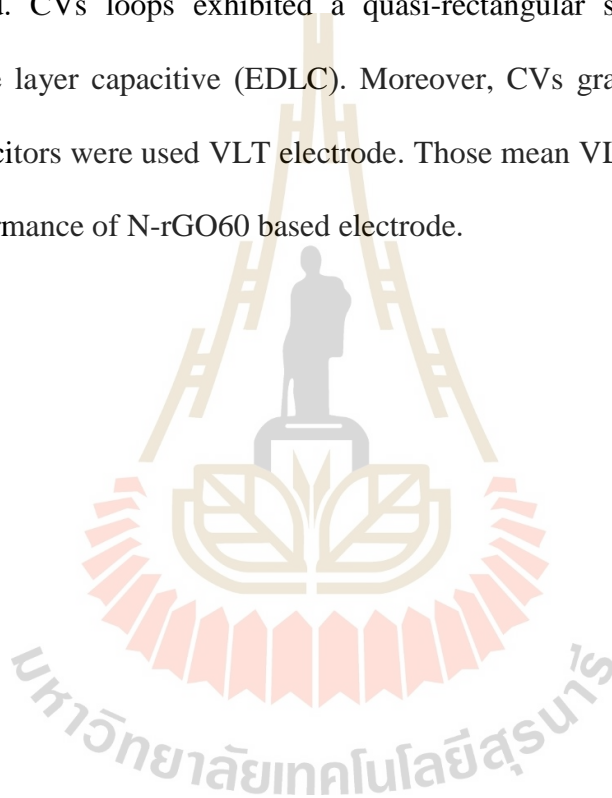 CVs loops exhibited a quasi-rectangular s
layer capacitive (EDLC). Moreover, CVs gra
citors were used VLT electrode. Those mean VL
rmance of N-rGO60 based electrode.
มหาวิทยาลัยเทคโนโลยีสุรนารี